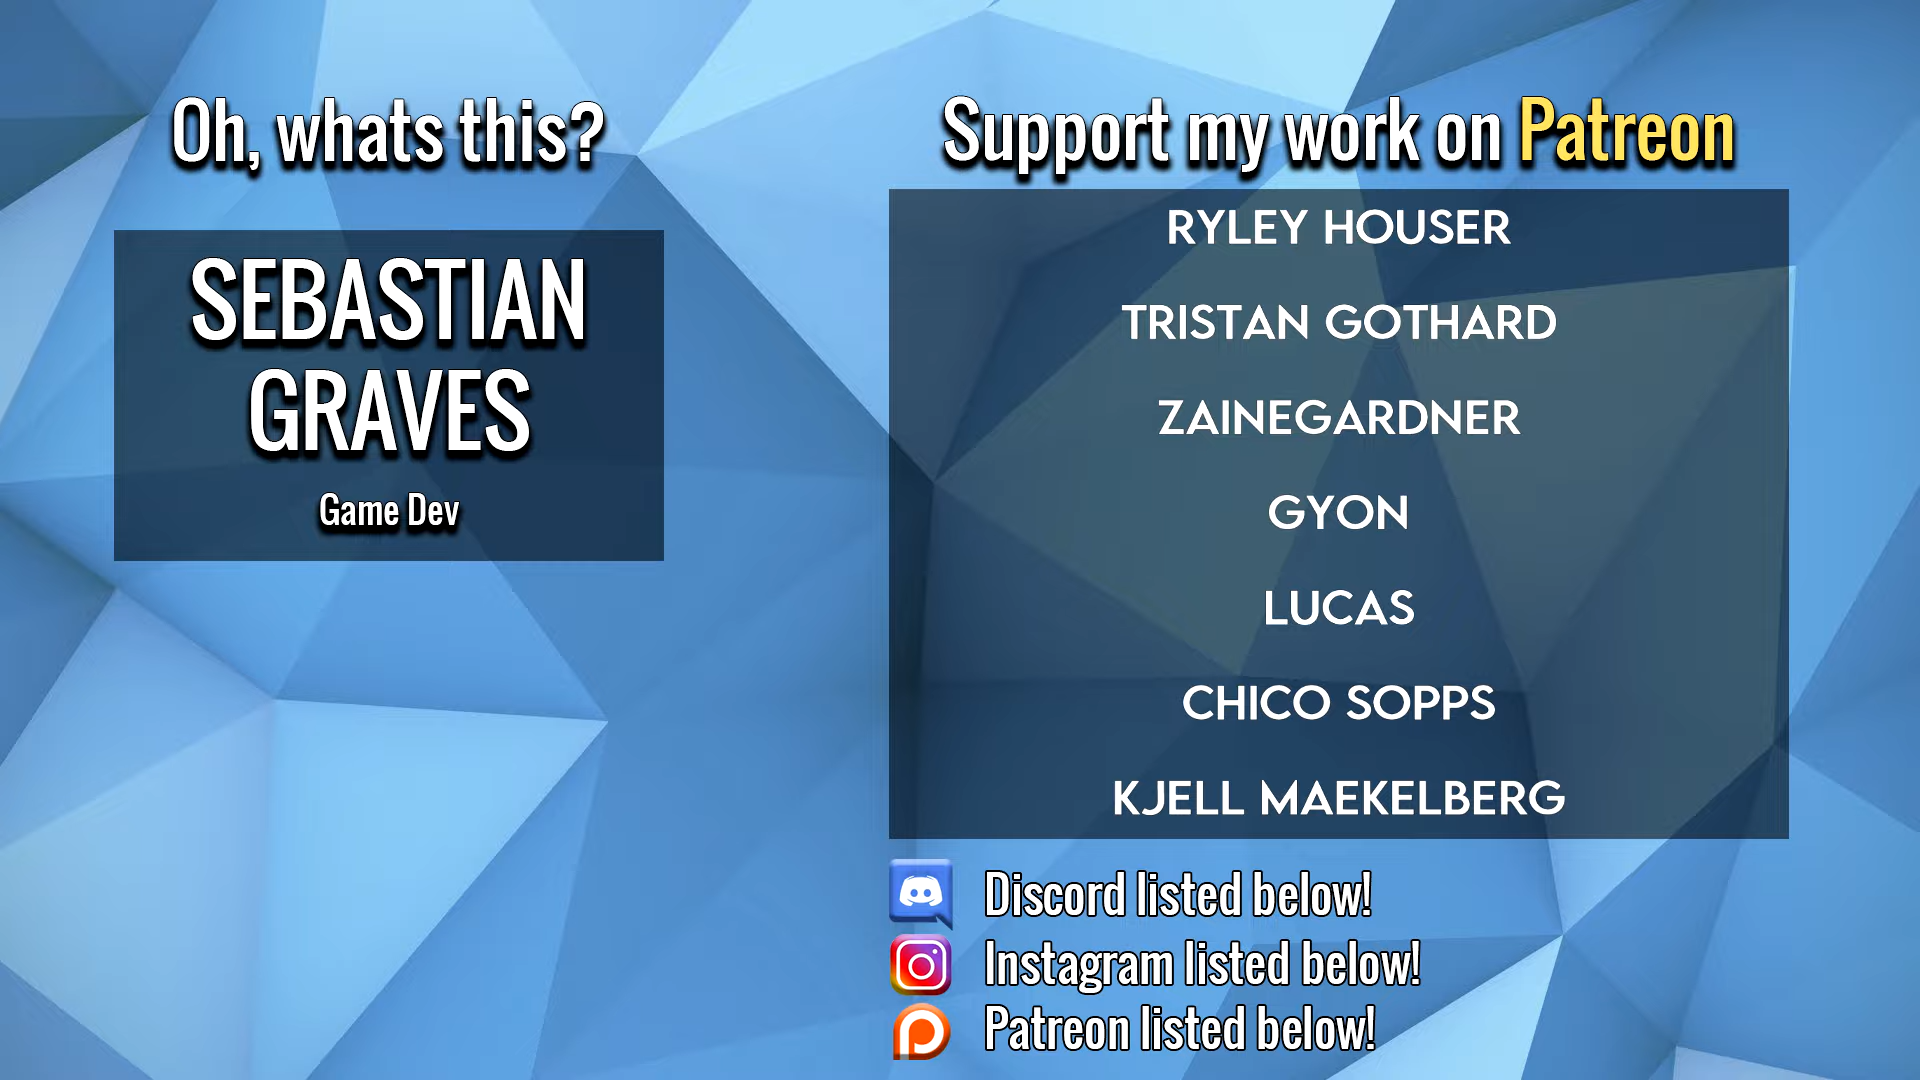 Oh, whats this?
SEBASTIAN
GRAVES
Game Dev
Support my work on Patreon
RYLEY HOUSER
TRISTAN GOTHARD
ZAINEGARDNER
GYON
LUCAS
CHICO SOPPS
KJELL MAEKELBERG
Discord listed below!
Instagram listed below!
Patreon listed below!